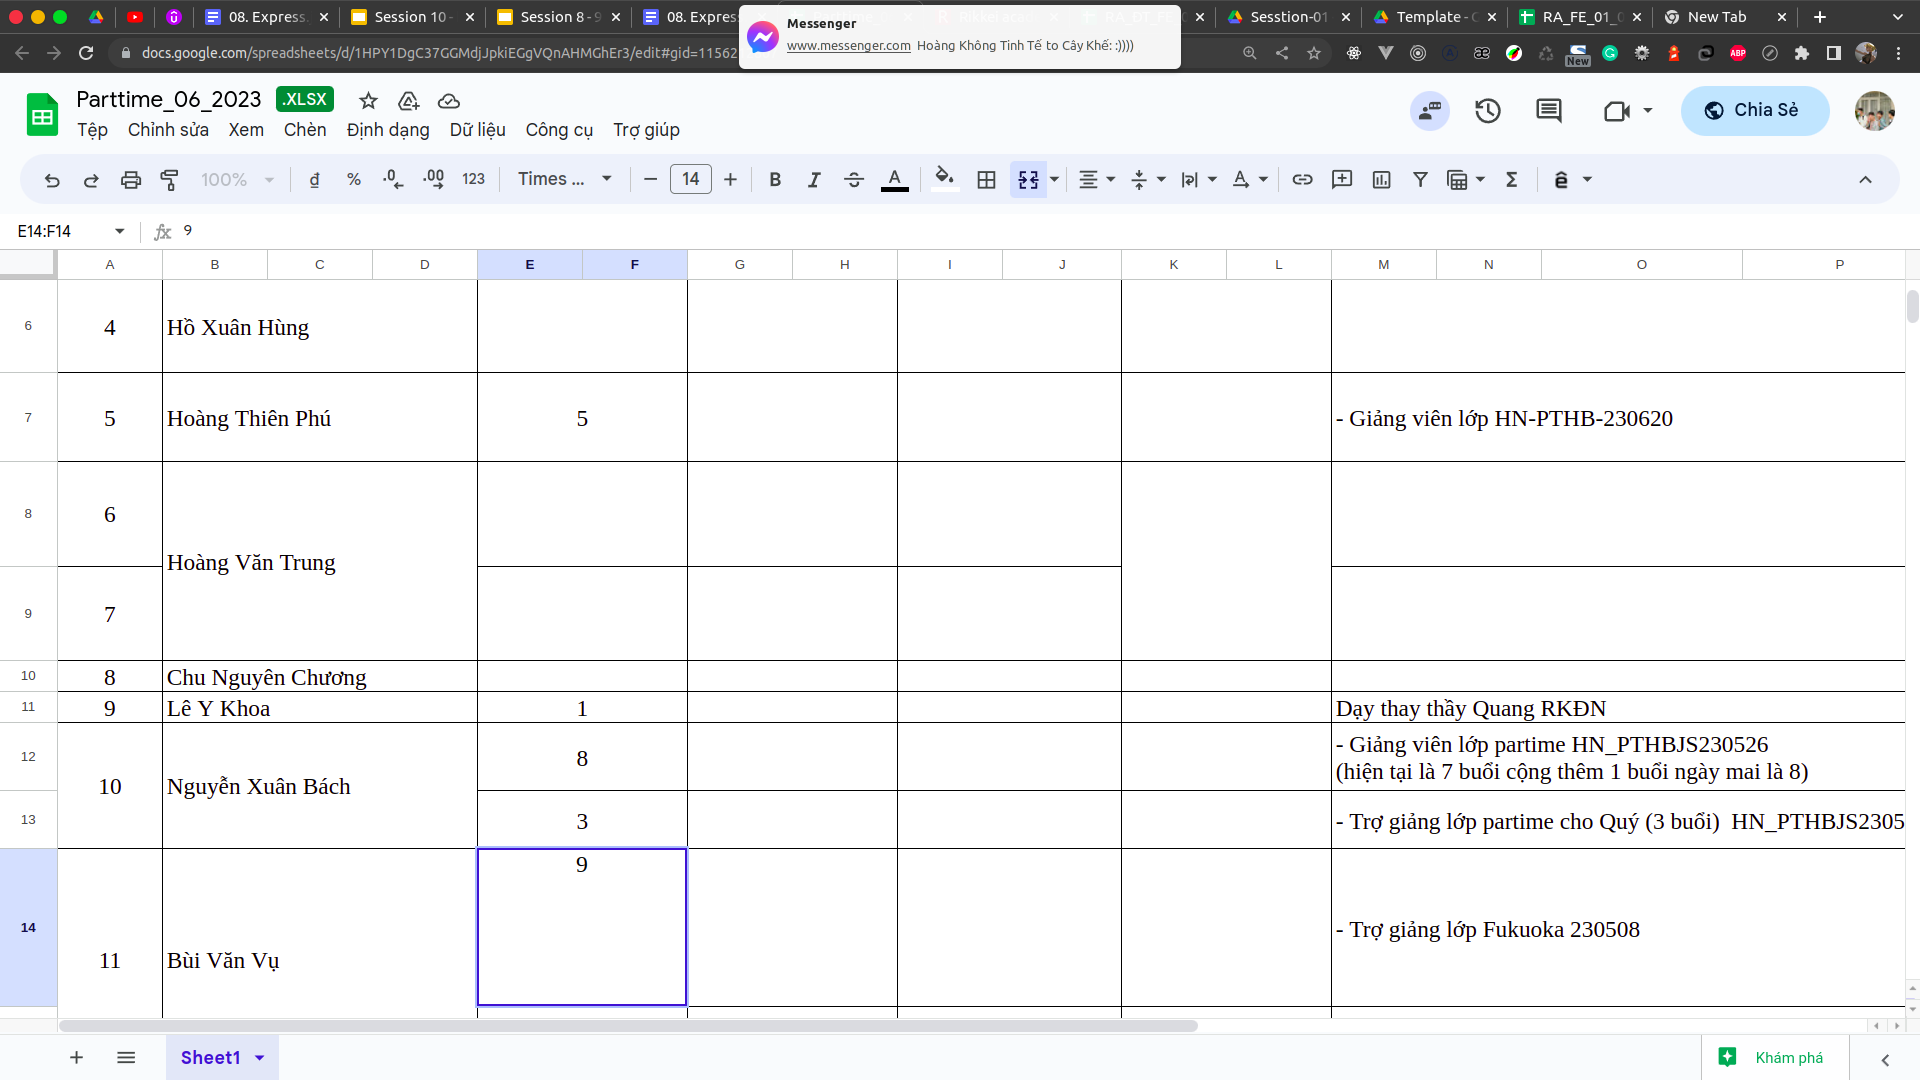 08. Express
Session 10 -
Session 8 - 9
08. Expres
Sesstion-01
Template - C
RA_FE_01_0
New Tab
Messenger
www.messenger.com Hoàng Không Tinh Tế to Cây Khế: :))))
docs.google.com/spreadsheets/d/1HPY1DgC37GGMdjJpkiEGgVQnAHMGhEr3/edit#gid=11562
New
ABP
Parttime_06_2023 .XLSX
Tệp Chỉnh sửa Xem Chèn Định dạng Dữ liệu Công cụ Trợ giúp
Chia Sẻ
100% đ % .0 .00 123 Times ... 14 B I A A Σ ê
E14:F14 fx 9
A B C D E F G H I J K L M N O P
6 4 Hồ Xuân Hùng
7 5 Hoàng Thiên Phú 5 - Giảng viên lớp HN-PTHB-230620
8 6
Hoàng Văn Trung
9 7
10 8 Chu Nguyên Chương
11 9 Lê Y Khoa 1 Dạy thay thầy Quang RKĐN
12 8 - Giảng viên lớp partime HN_PTHBJS230526
(hiện tại là 7 buổi cộng thêm 1 buổi ngày mai là 8)
10 Nguyễn Xuân Bách
13 3 - Trợ giảng lớp partime cho Quý (3 buổi) HN_PTHBJS2305
9
14 - Trợ giảng lớp Fukuoka 230508
11 Bùi Văn Vụ
Sheet1
Khám phá